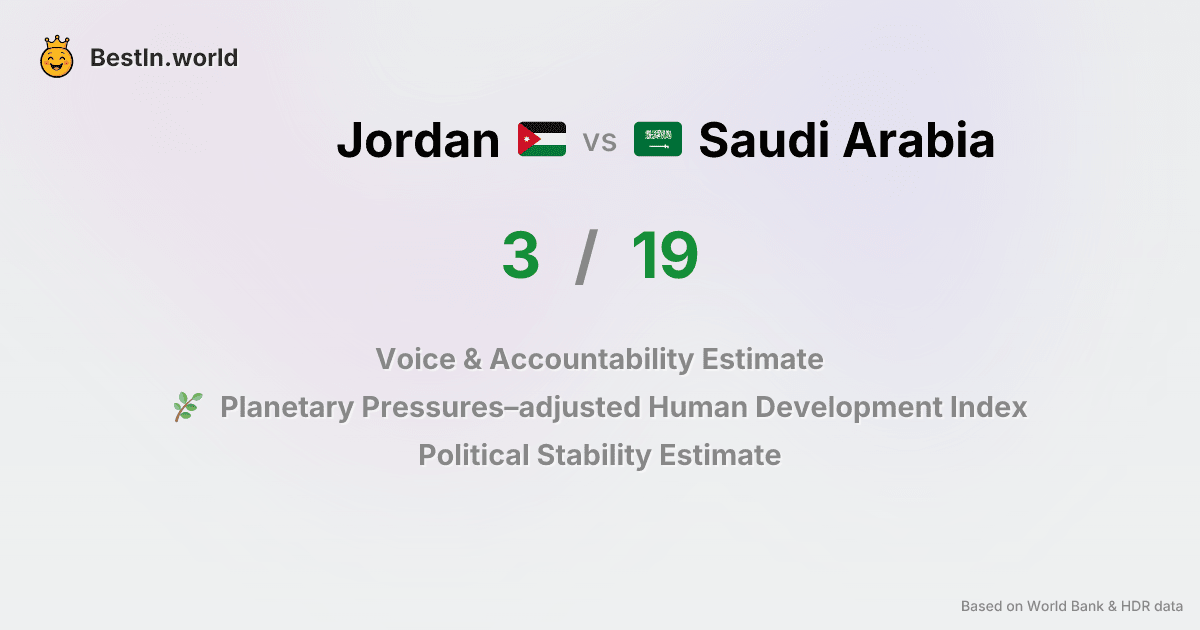 BestIn.world
Jordan vs Saudi Arabia
3 / 19
Voice & Accountability Estimate
Planetary Pressures–adjusted Human Development Index
Political Stability Estimate
Based on World Bank & HDR data